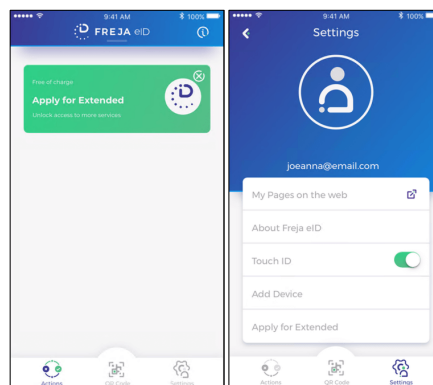 9:41 AM
100%
FREJA eID
Free of charge
Apply for Extended
Unlock access to more services
Actions
QR Code
Settings
9:41 AM
100%
Settings
joeanna@email.com
My Pages on the web
About Freja eID
Touch ID
Add Device
Apply for Extended
Actions
QR Code
Settings